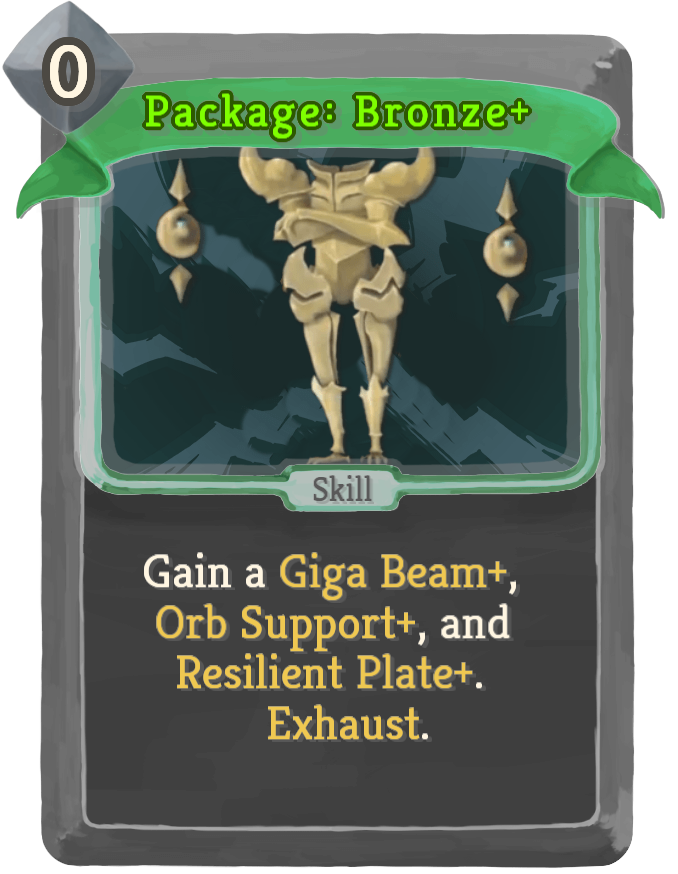 0
Package: Bronze+
Skill
Gain a Giga Beam+,
Orb Support+, and
Resilient Plate+.
Exhaust.